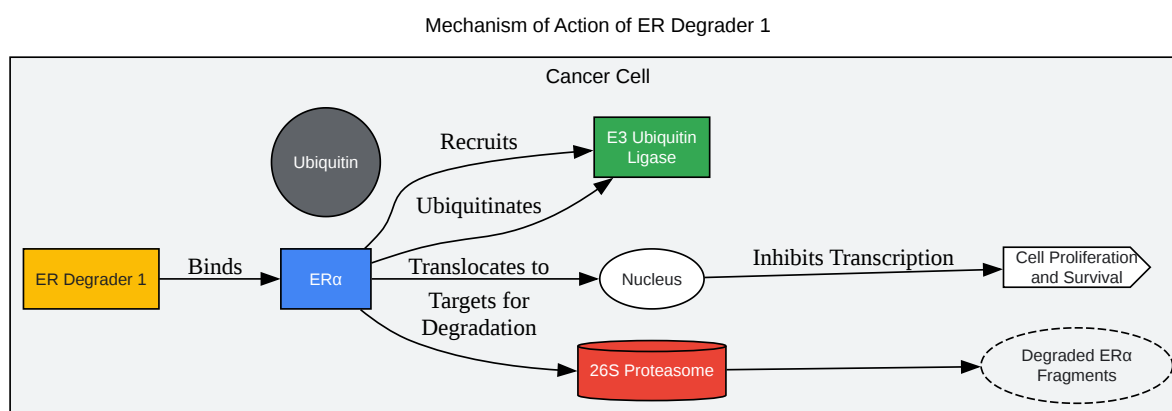 Mechanism of Action of ER Degrader 1
Cancer Cell
Ubiquitin
Recruits
E3 Ubiquitin
Ligase
Ubiquitinates
ER Degrader 1
Binds
ERα
Translocates to
Nucleus
Inhibits Transcription
Cell Proliferation
and Survival
Targets for
Degradation
26S Proteasome
Degraded ERα
Fragments